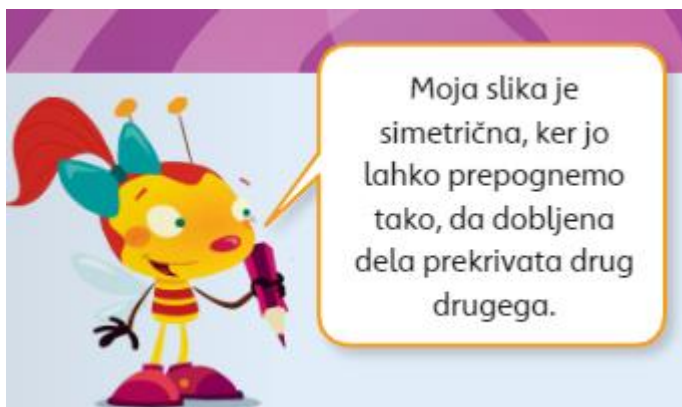 Moja slika je
simetrična, ker jo
lahko prepognemo
tako, da dobljena
dela prekrivata drug
drugega.